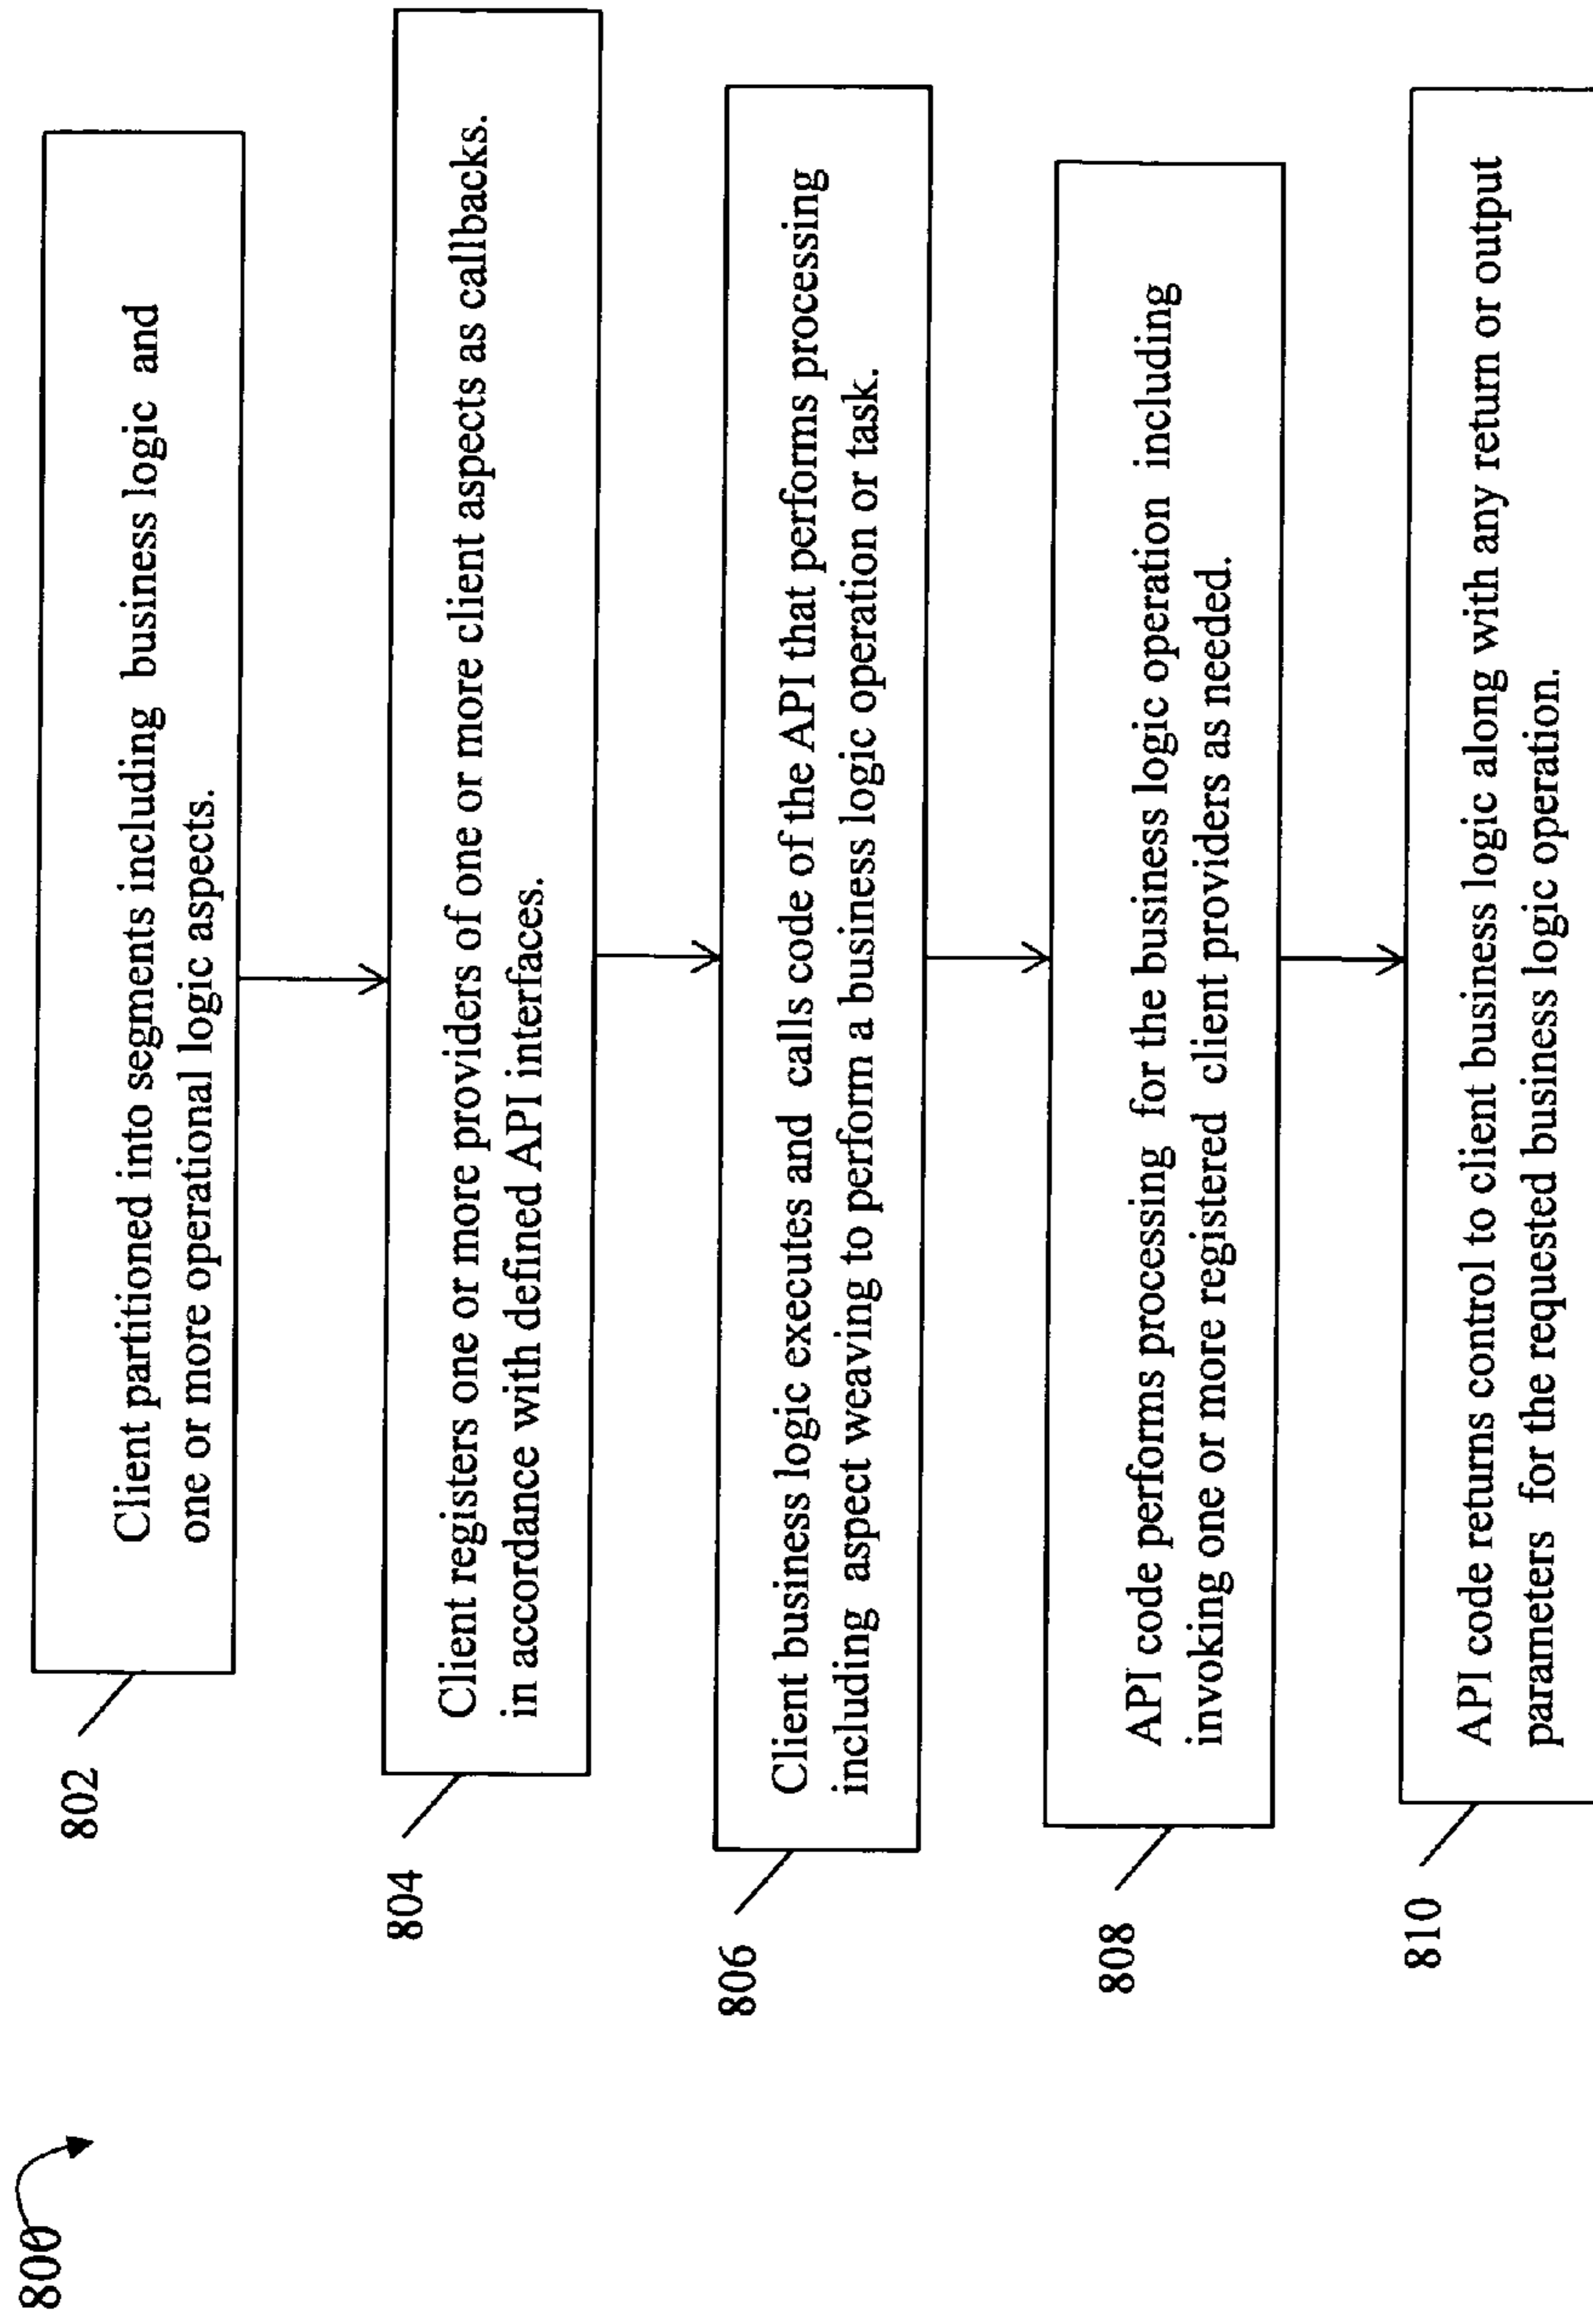 800
802
Client partitioned into segments including business logic and
one or more operational logic aspects.
804
Client registers one or more providers of one or more client aspects as callbacks.
in accordance with defined API interfaces.
806
Client business logic executes and calls code of the API that performs processing
including aspect weaving to perform a business logic operation or task.
808
API code performs processing for the business logic operation including
invoking one or more registered client providers as needed.
810
API code returns control to client business logic along with any return or output
parameters for the requested business logic operation.